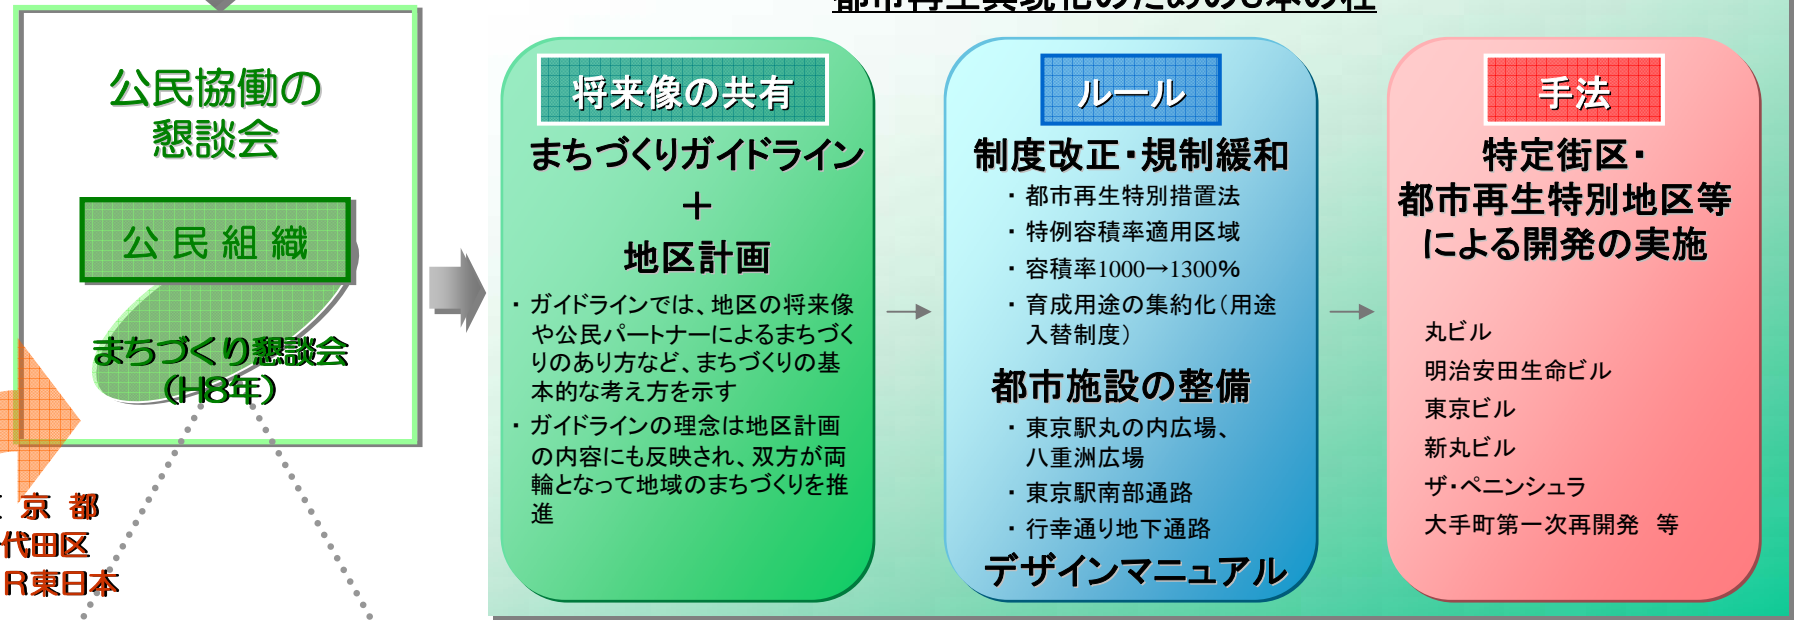 都市再生実現化のための3本の柱
公民協働の
懇談会
公民組織
まちづくり懇談会
（H8年）
京 都
代田区
R東日本
将来像の共有
まちづくりガイドライン
＋
地区計画
・ガイドラインでは、地区の将来像
や公民パートナーによるまちづく
りのあり方など、まちづくりの基
本的な考え方を示す
・ガイドラインの理念は地区計画
の内容にも反映され、双方が両
輪となって地域のまちづくりを推
進
ルール
制度改正・規制緩和
・都市再生特別措置法
・特例容積率適用区域
・容積率1000→1300%
・育成用途の集約化（用途
入替制度）
都市施設の整備
・東京駅丸の内広場、
八重洲広場
・東京駅南部通路
・行幸通り地下通路
デザインマニュアル
手法
特定街区・
都市再生特別地区等
による開発の実施
丸ビル
明治安田生命ビル
東京ビル
新丸ビル
ザ・ペニンシュラ
大手町第一次再開発　等